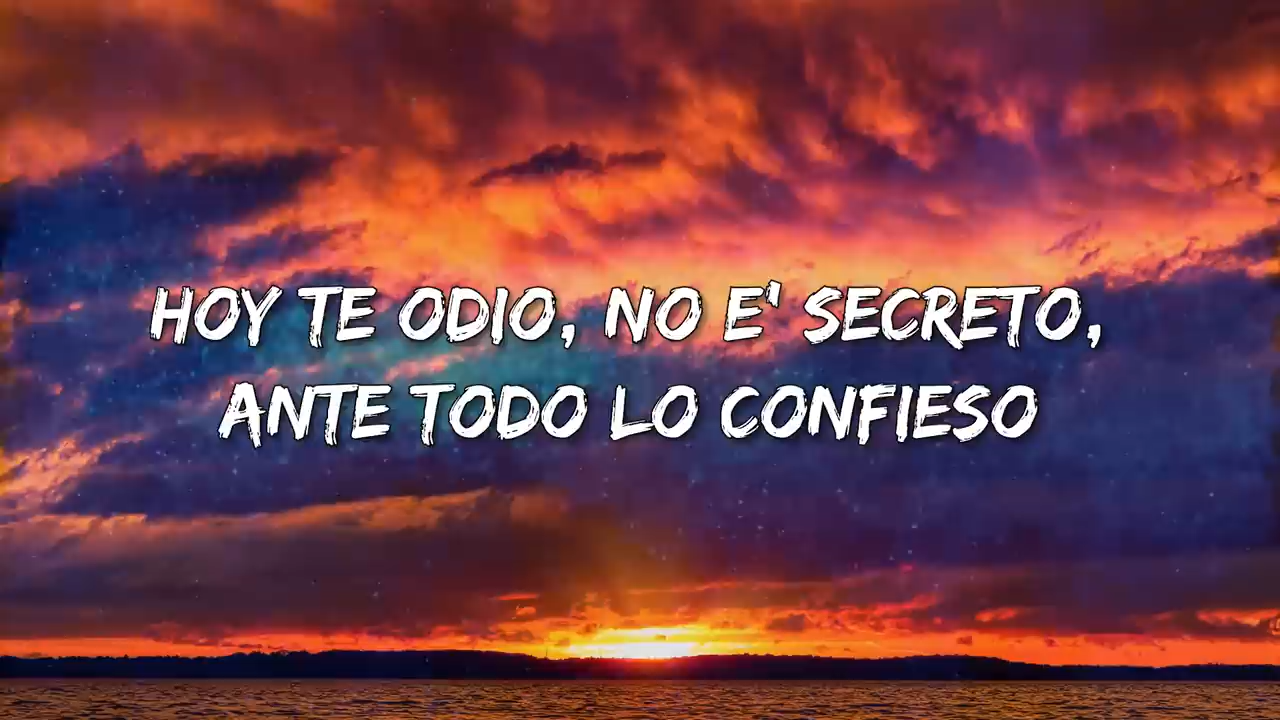 HOY TE ODIO, NO E' SECRETO,
ANTE TODO LO CONFIESO